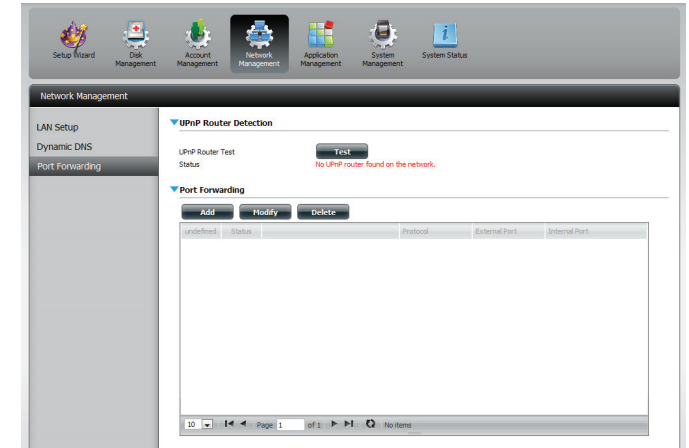 Setup Wizard
Disk Management
Account Management
Network Management
Application Management
System Management
System Status
Network Management
LAN Setup
Dynamic DNS
Port Forwarding
UPnP Router Detection
UPnP Router Test Test
Status No UPnP router found on the network.
Port Forwarding
Add Modify Delete
undefined Status Protocol External Port Internal Port
10 Page 1 of 1 No items